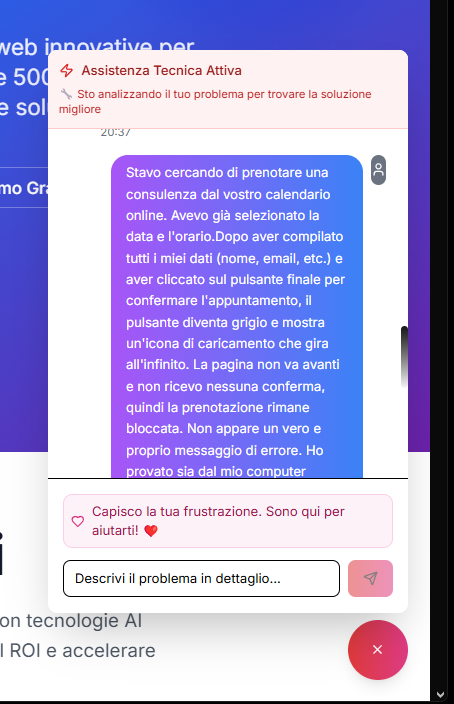 web innovative per
Assistenza Tecnica Attiva
e 500
🔧 Sto analizzando il tuo problema per trovare la soluzione
migliore
e solu
20:37
mo Gra
Stavo cercando di prenotare una
consulenza dal vostro calendario
online. Avevo già selezionato la
data e l'orario.Dopo aver compilato
tutti i miei dati (nome, email, etc.) e
aver cliccato sul pulsante finale per
confermare l'appuntamento, il
pulsante diventa grigio e mostra
un'icona di caricamento che gira
all'infinito. La pagina non va avanti
e non ricevo nessuna conferma,
quindi la prenotazione rimane
bloccata. Non appare un vero e
proprio messaggio di errore. Ho
provato sia dal mio computer
Capisco la tua frustrazione. Sono qui per
aiutarti! ❤️
i
Descrivi il problema in dettaglio...
on tecnologie AI
l ROI e accelerare